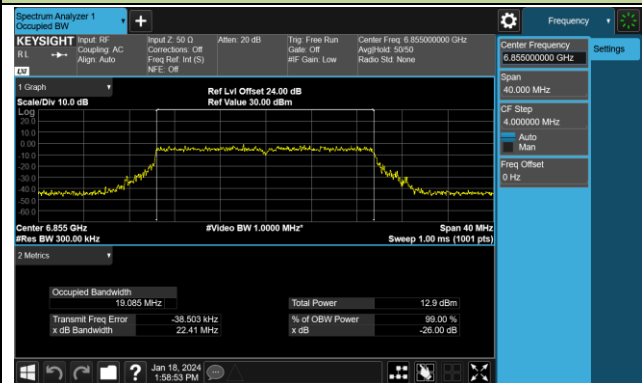 Spectrum Analyzer 1
Occupied BW
+
Frequency
KEYSIGHT
Input: RF
Coupling: AC
Align: Auto
Input Z: 50 Ω
Corrections: Off
Freq Ref: Int (S)
NFE: Off
Atten: 20 dB
Trig: Free Run
Gate: Off
#IF Gain: Low
Center Freq: 6.855000000 GHz
Avg|Hold: 50/50
Radio Std: None
RL
LXI
1 Graph
Scale/Div 10.0 dB
Ref Lvl Offset 24.00 dB
Ref Value 30.00 dBm
Log
20.0
10.0
0.00
-10.0
-20.0
-30.0
-40.0
-50.0
-60.0
Center 6.855 GHz
#Res BW 300.00 kHz
#Video BW 1.0000 MHz*
Span 40 MHz
Sweep 1.00 ms (1001 pts)
2 Metrics
Occupied Bandwidth
19.085 MHz
Transmit Freq Error -38.503 kHz
x dB Bandwidth 22.41 MHz
Total Power 12.9 dBm
% of OBW Power 99.00 %
x dB -26.00 dB
Center Frequency
6.855000000 GHz
Settings
Span
40.000 MHz
CF Step
4.000000 MHz
Auto
Man
Freq Offset
0 Hz
?
Jan 18, 2024
1:58:53 PM